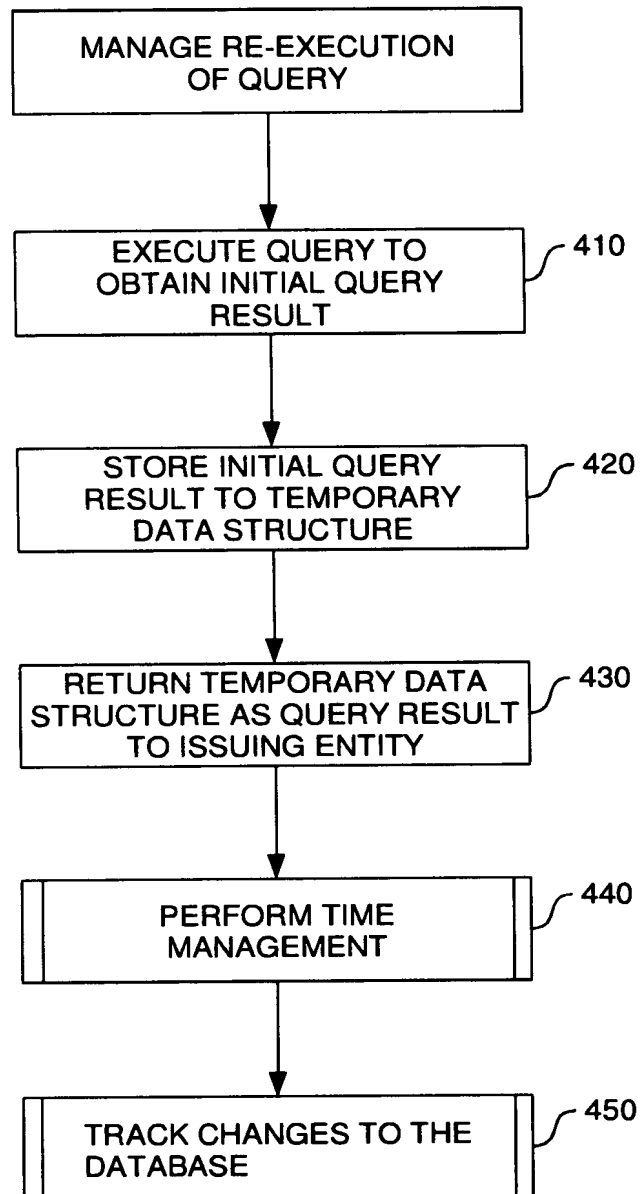 MANAGE RE-EXECUTION
OF QUERY
EXECUTE QUERY TO
OBTAIN INITIAL QUERY
RESULT
410
STORE INITIAL QUERY
RESULT TO TEMPORARY
DATA STRUCTURE
420
RETURN TEMPORARY DATA
STRUCTURE AS QUERY RESULT
TO ISSUING ENTITY
430
PERFORM TIME
MANAGEMENT
440
TRACK CHANGES TO THE
DATABASE
450